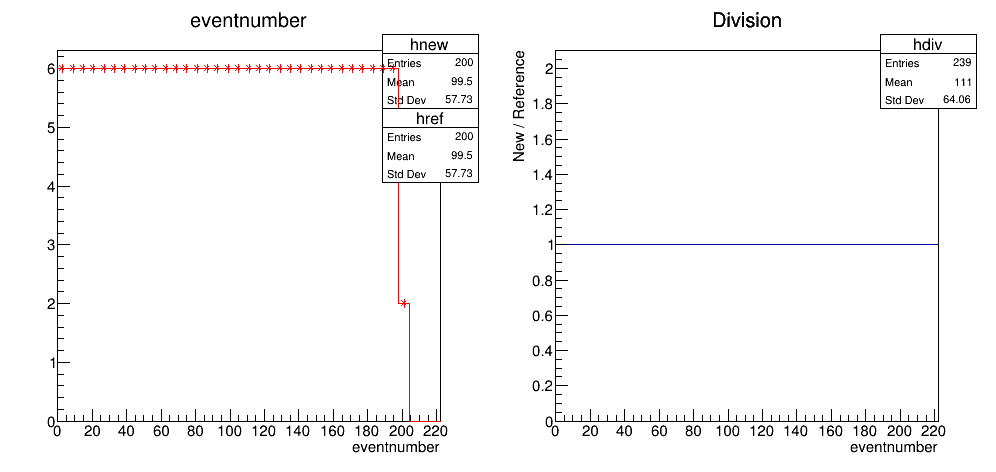 eventnumber
hnew
Entries 200
Mean 99.5
Std Dev 57.73
href
Entries 200
Mean 99.5
Std Dev 57.73
6
5
4
3
2
1
0
0 20 40 60 80 100 120 140 160 180 200 220
eventnumber
Division
hdiv
Entries 239
Mean 111
Std Dev 64.06
New / Reference
2
1.8
1.6
1.4
1.2
1
0.8
0.6
0.4
0.2
0
0 20 40 60 80 100 120 140 160 180 200 220
eventnumber